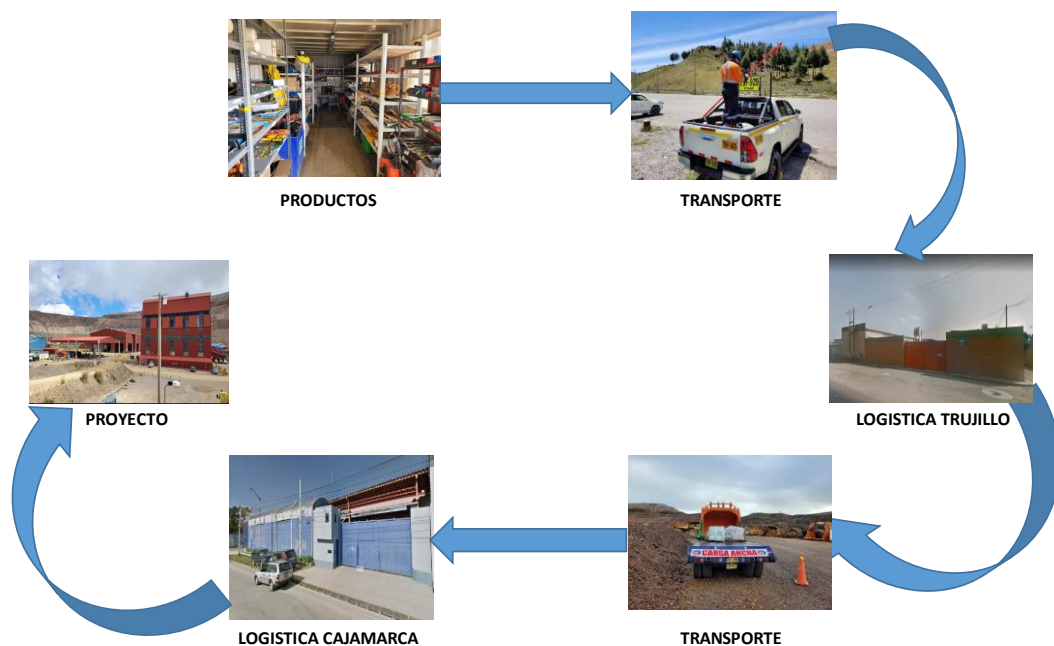 PRODUCTOS
TRANSPORTE
PROYECTO
LOGISTICA TRUJILLO
CARGA ANCHA
LOGISTICA CAJAMARCA
TRANSPORTE